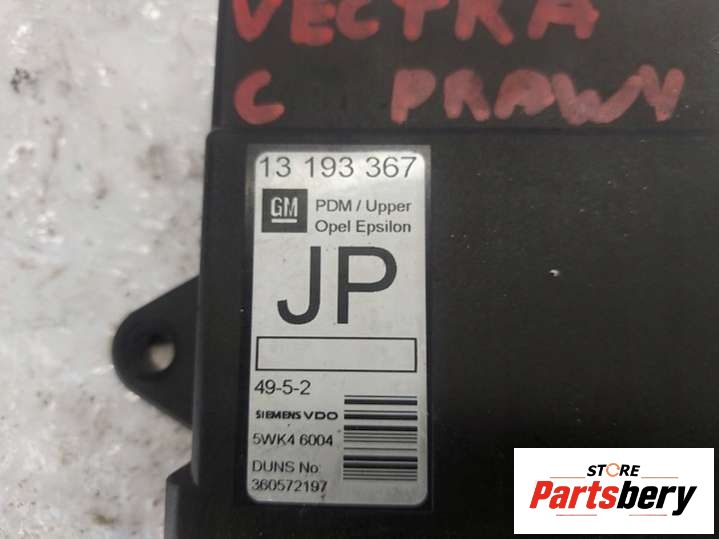 VECTRA
C PRAWY
13 193 367
GM
PDM / Upper
Opel Epsilon
JP
49-5-2
SIEMENS VDO
5WK4 6004
DUNS No:
360572197
STORE
Partsbery